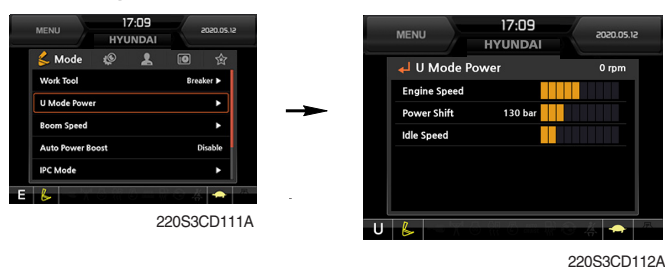 MENU 17:09 2020.05.12
HYUNDAI
Mode
Work Tool Breaker ►
U Mode Power ►
Boom Speed ►
Auto Power Boost Disable
IPC Mode ►
E
220S3CD111A
MENU 17:09 2020.05.12
HYUNDAI
U Mode Power 0 rpm
Engine Speed
Power Shift 130 bar
Idle Speed
U
220S3CD112A